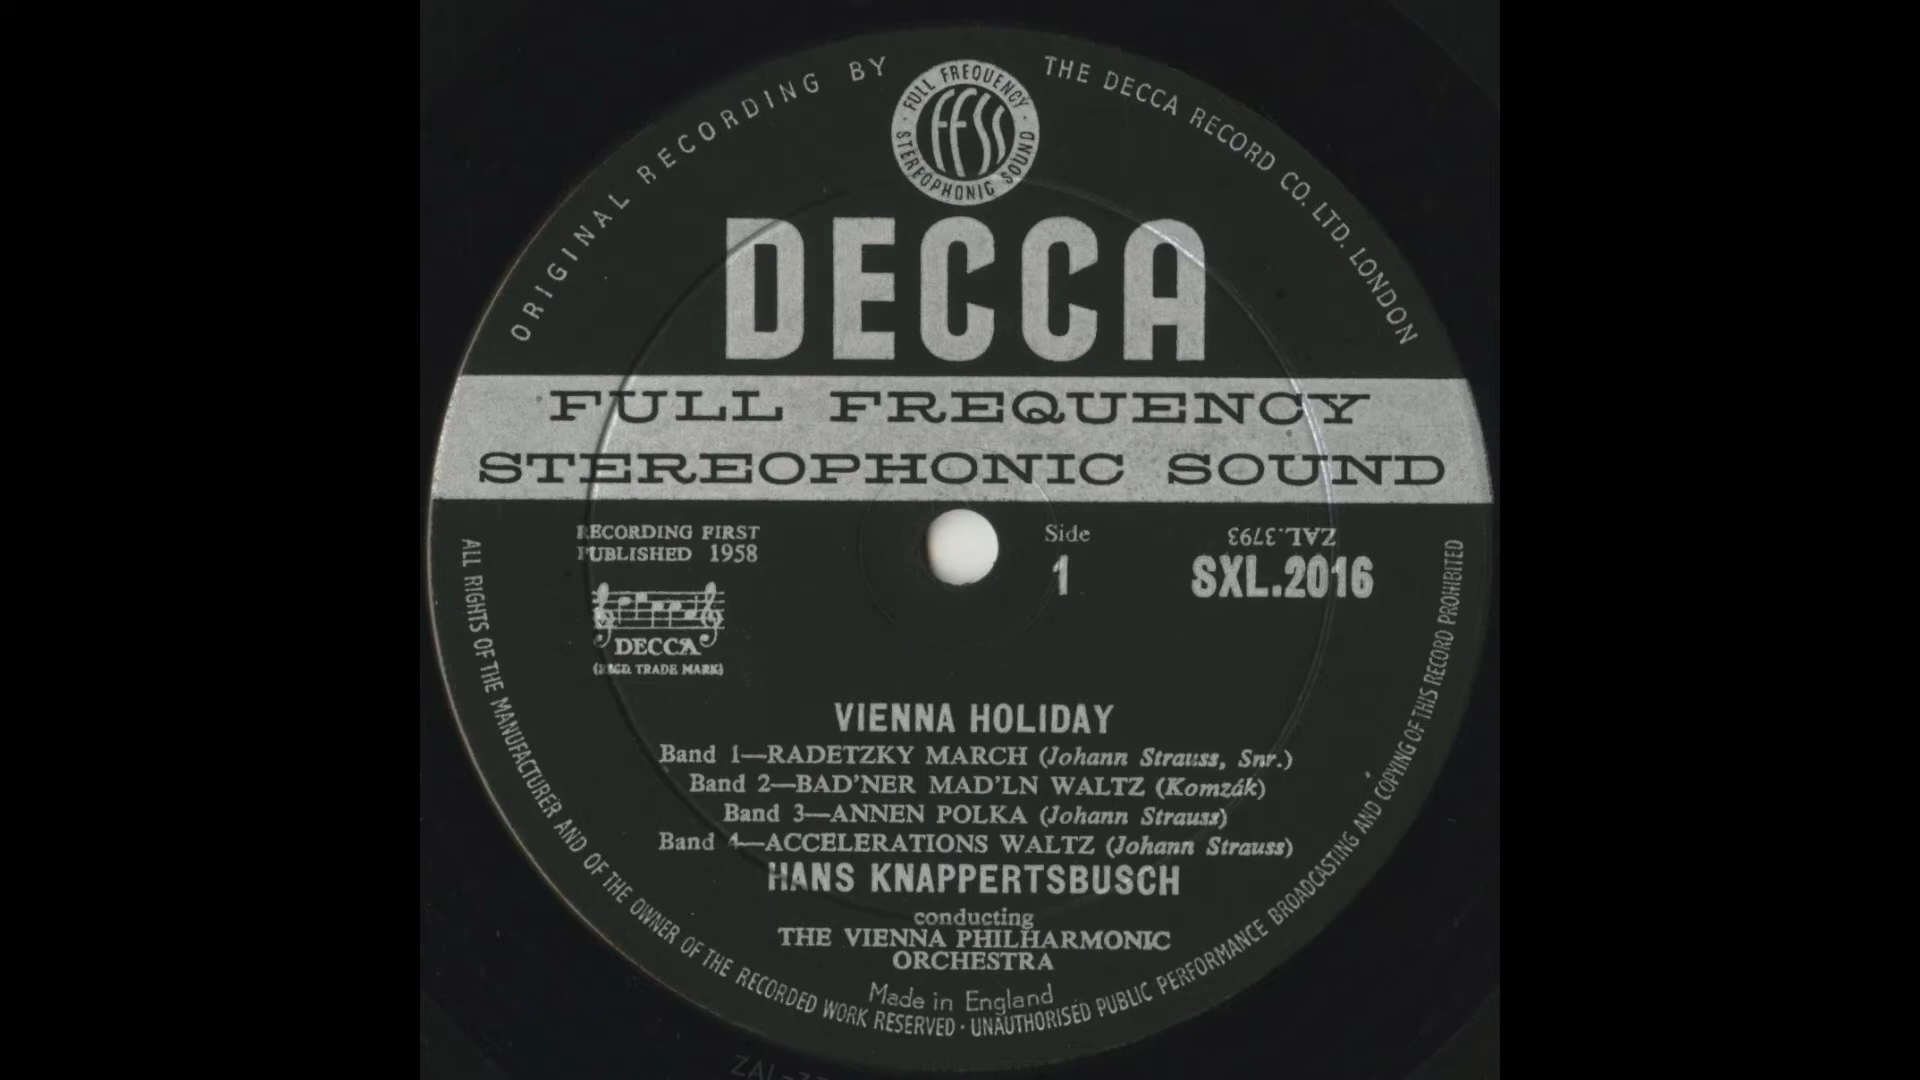 ORIGINAL RECORDING BY THE DECCA RECORD CO. LTD. LONDON
FULL FREQUENCY
FFSS
STEREOPHONIC SOUND
DECCA
FULL FREQUENCY
STEREOPHONIC SOUND
RECORDING FIRST
PUBLISHED 1958
DECCA
(REGD. TRADE MARK)
Side
1
ZAL.3793
SXL.2016
VIENNA HOLIDAY
Band 1—RADETZKY MARCH (Johann Strauss, Snr.)
Band 2—BAD'NER MAD'LN WALTZ (Komzák)
Band 3—ANNEN POLKA (Johann Strauss)
Band 4—ACCELERATIONS WALTZ (Johann Strauss)
HANS KNAPPERTSBUSCH
conducting
THE VIENNA PHILHARMONIC
ORCHESTRA
Made in England
ALL RIGHTS OF THE MANUFACTURER AND OF THE OWNER OF THE RECORDED WORK RESERVED · UNAUTHORISED PUBLIC PERFORMANCE BROADCASTING AND COPYING OF THIS RECORD PROHIBITED